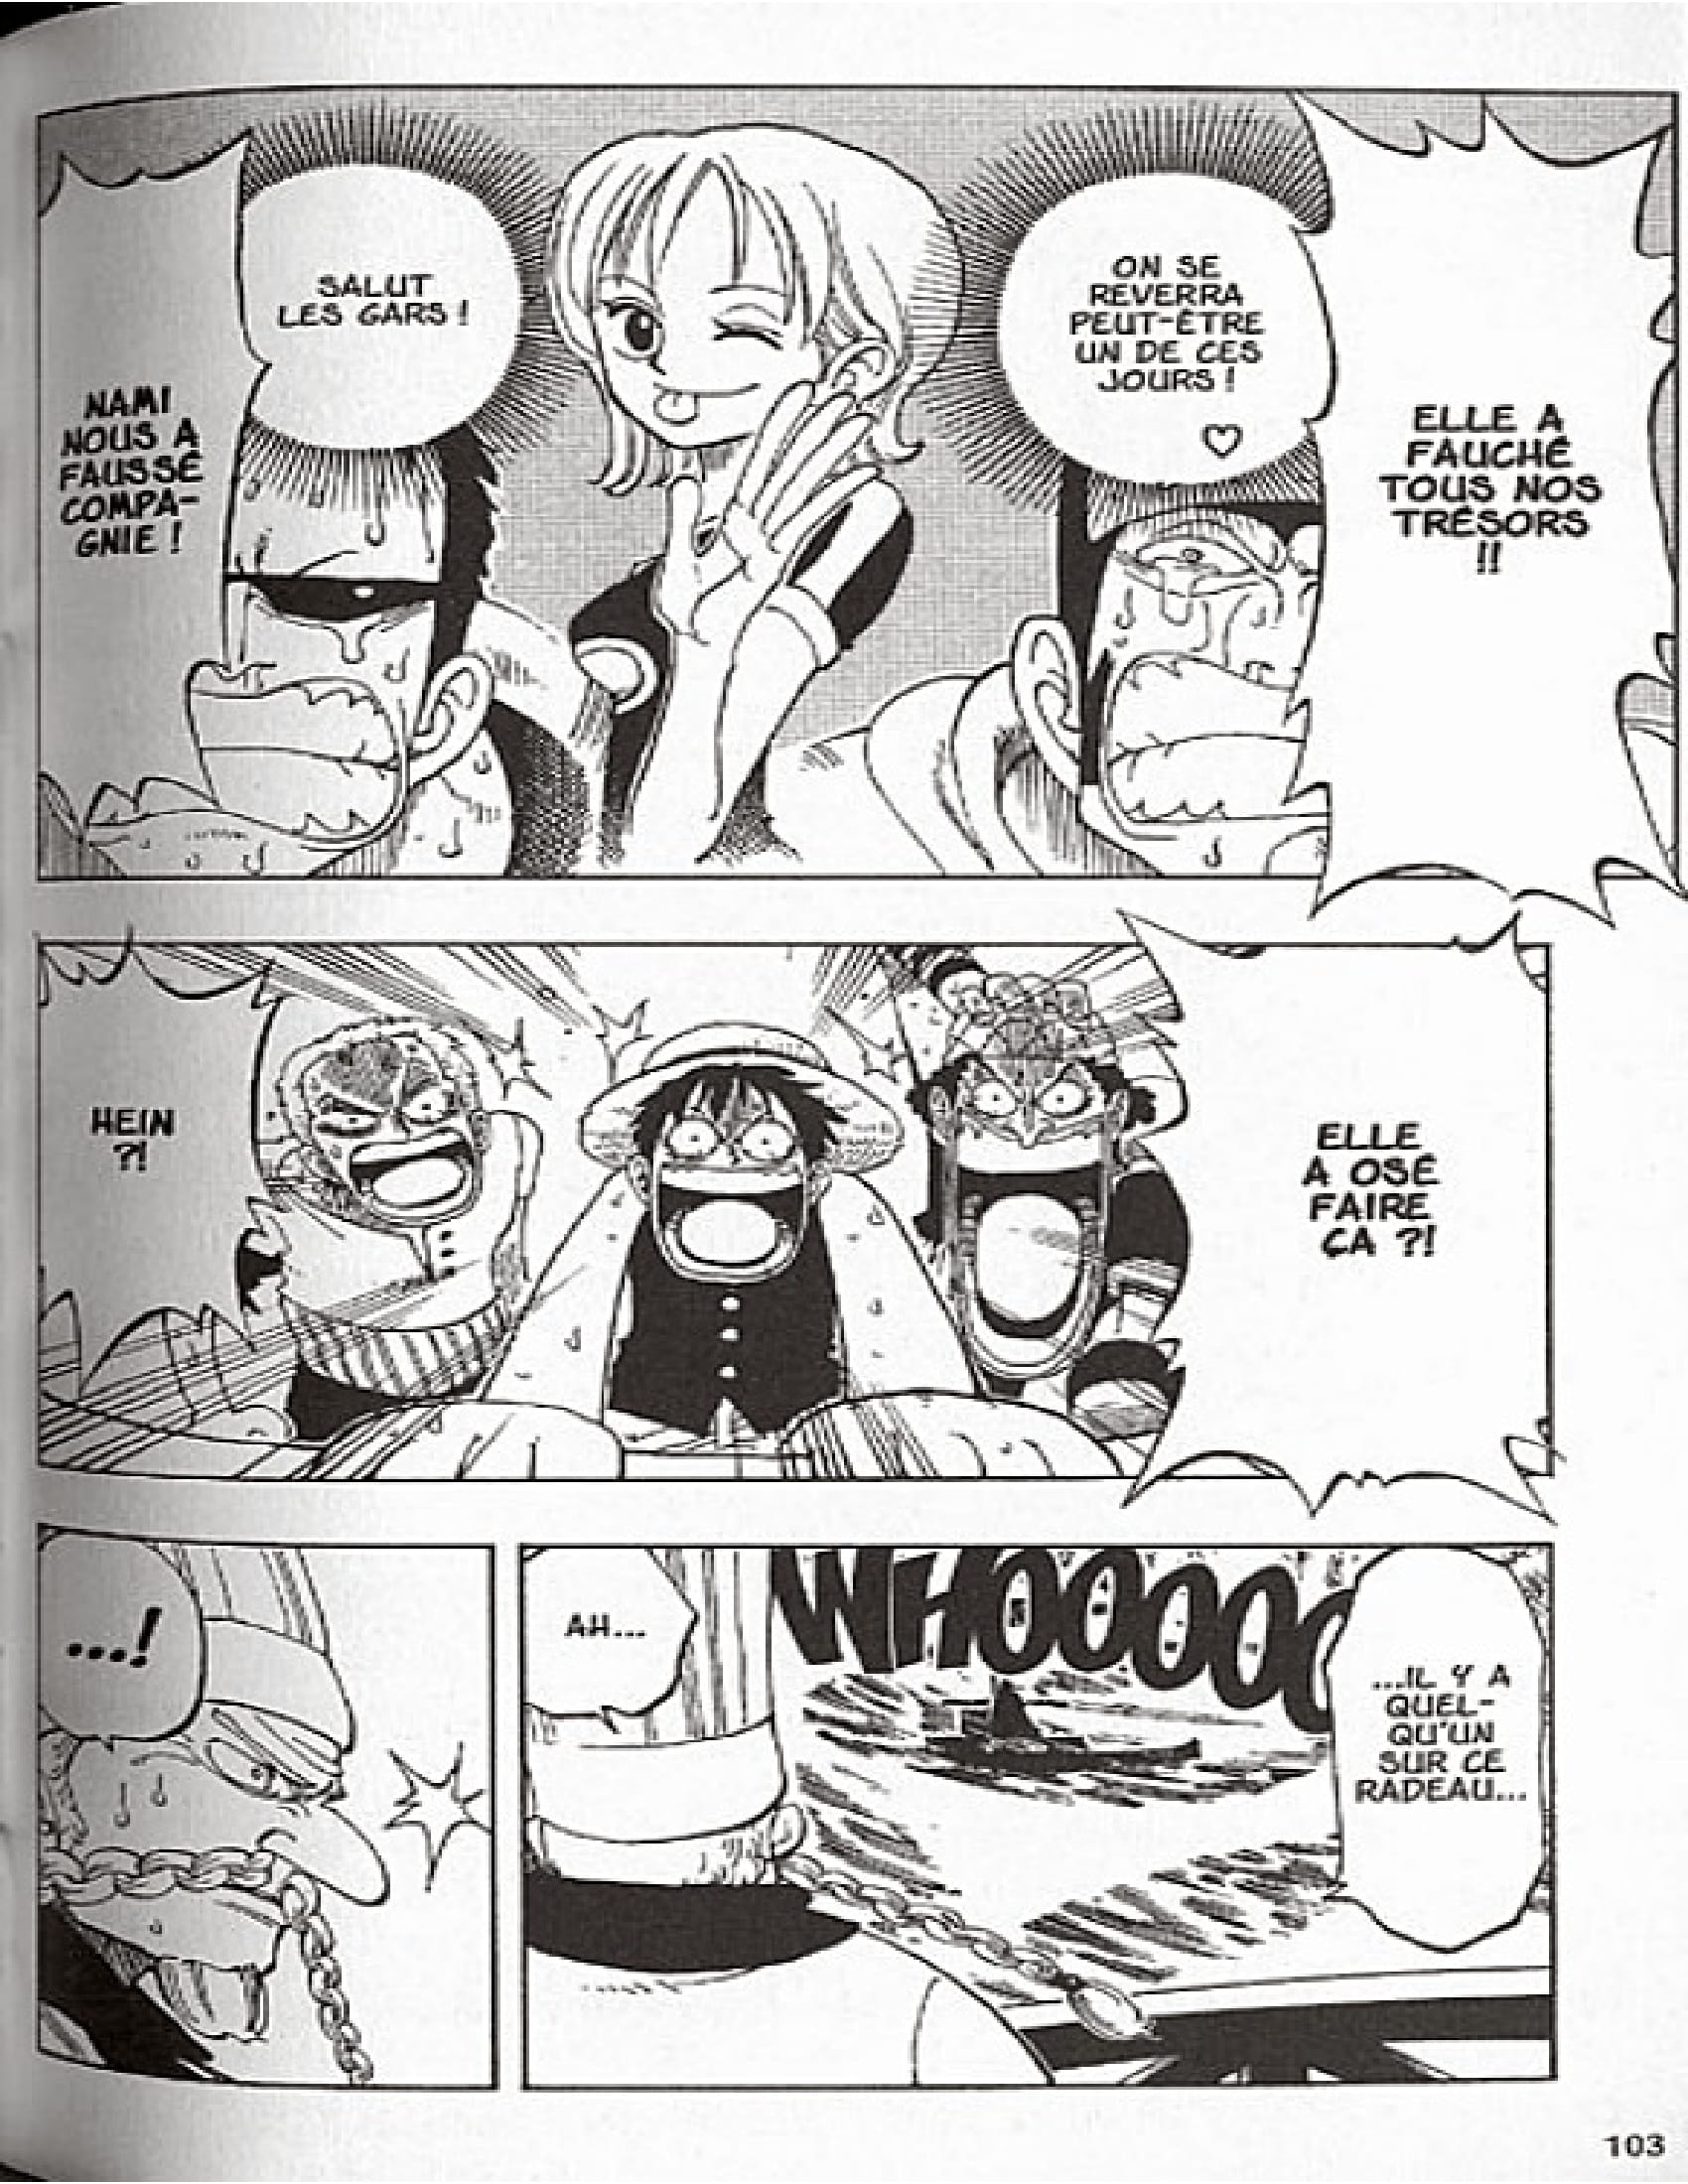 ELLE A
FAUCHÉ
TOUS NOS
TRÉSORS
!!
ON SE
REVERRA
PEUT-ÊTRE
UN DE CES
JOURS !
SALUT
LES GARS !
NAMI
NOUS A
FAUSSÉ
COMPA-
GNIE !
ELLE
A OSÉ
FAIRE
ÇA ?!
HEIN
?!
...IL Y A
QUEL-
QU'UN
SUR CE
RADEAU...
WHOOOOO
AH...
...!
103